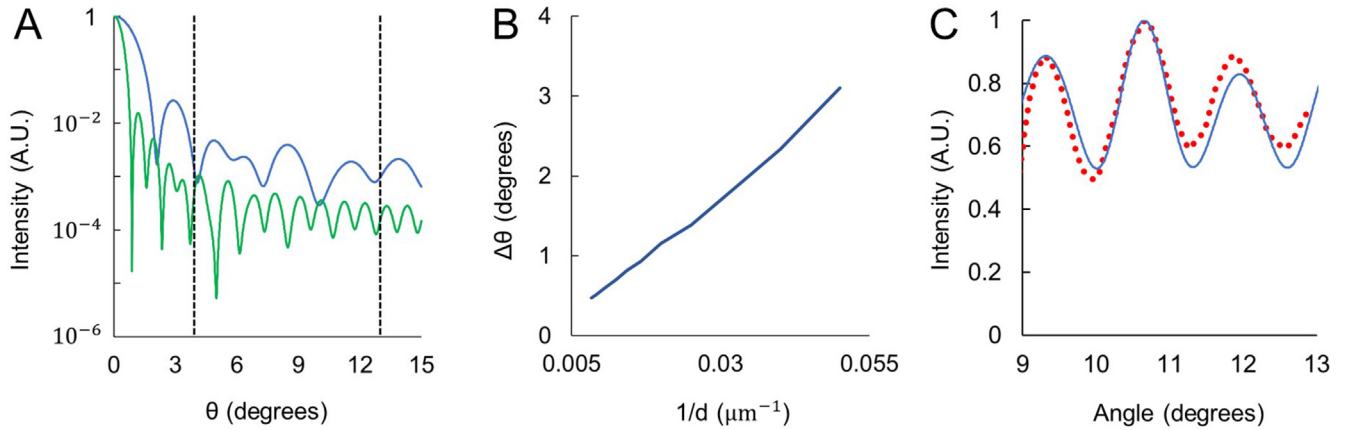 A
Intensity (A.U.)
1
10⁻²
10⁻⁴
10⁻⁶
0 3 6 9 12 15
θ (degrees)
B
Δθ (degrees)
4
3
2
1
0
0.005 0.03 0.055
1/d (μm⁻¹)
C
Intensity (A.U.)
1
0.8
0.6
0.4
0.2
0
9 10 11 12 13
Angle (degrees)